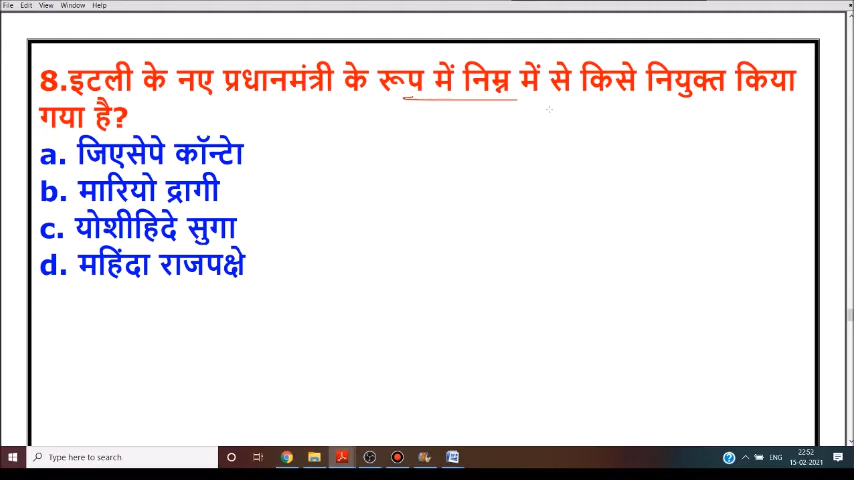 File Edit View Window Help
8.इटली के नए प्रधानमंत्री के रूप में निम्न में से किसे नियुक्त किया
गया है?
a. जिएसेपे कॉन्टेा
b. मारियो द्रागी
c. योशीहिदे सुगा
d. महिंदा राजपक्षे
Type here to search
ENG
22:52
15-02-2021